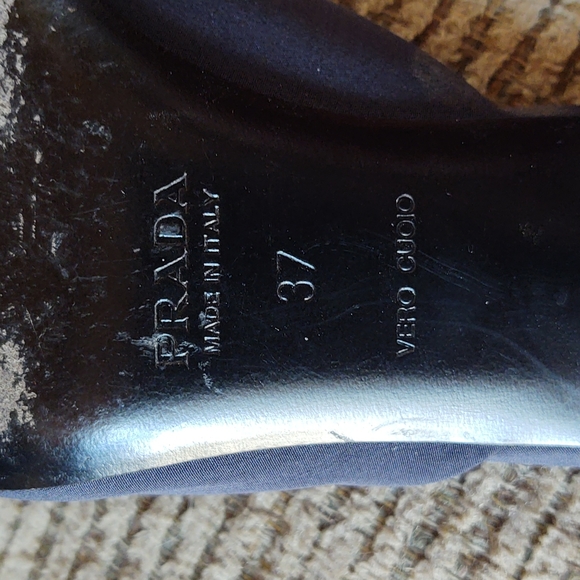 PRADA
MADE IN ITALY
37
VERO CUOIO